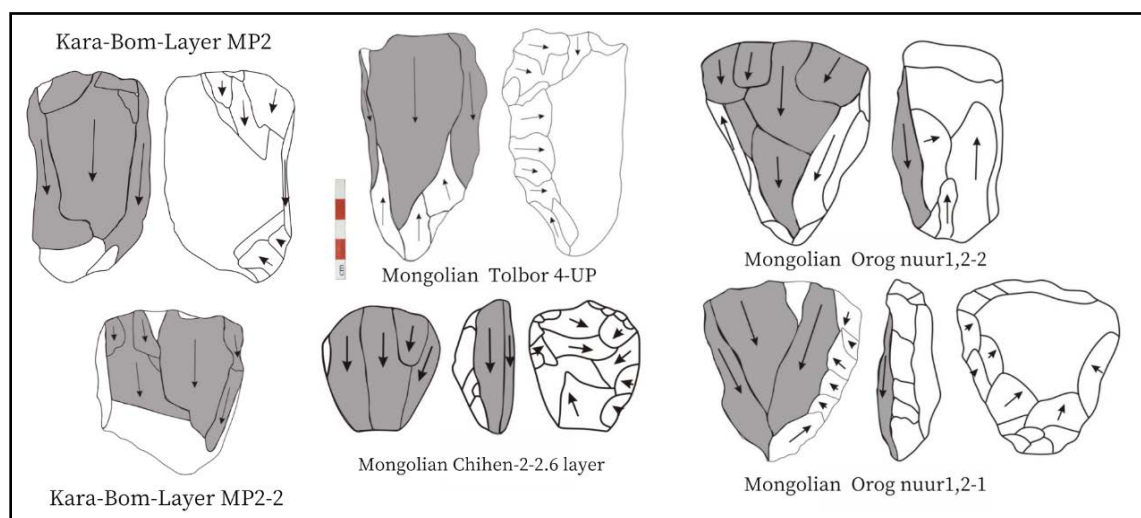 Kara-Bom-Layer MP2
cm
Mongolian Tolbor 4-UP
Mongolian Orog nuur1,2-2
Kara-Bom-Layer MP2-2
Mongolian Chihen-2-2.6 layer
Mongolian Orog nuur1,2-1